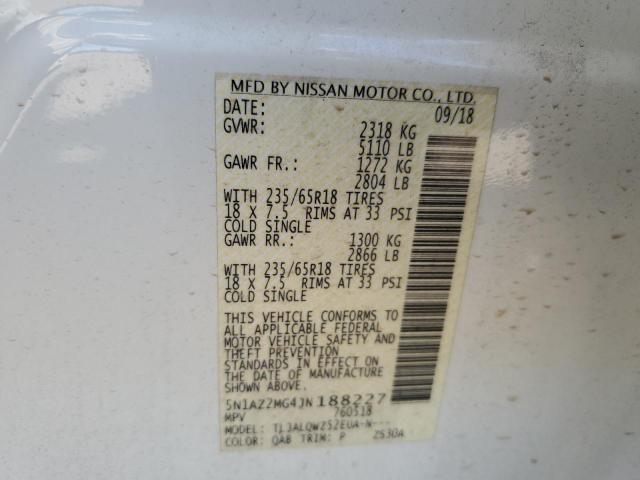 MFD BY NISSAN MOTOR CO., LTD.
DATE: 09/18
GVWR: 2318 KG
5110 LB
GAWR FR.: 1272 KG
2804 LB
WITH 235/65R18 TIRES
18 X 7.5 RIMS AT 33 PSI
COLD SINGLE
GAWR RR.: 1300 KG
2866 LB
WITH 235/65R18 TIRES
18 X 7.5 RIMS AT 33 PSI
COLD SINGLE
THIS VEHICLE CONFORMS TO
ALL APPLICABLE FEDERAL
MOTOR VEHICLE SAFETY AND
THEFT PREVENTION
STANDARDS IN EFFECT ON
THE DATE OF MANUFACTURE
SHOWN ABOVE.
5N1AZ2MG4JN188227
MPV 760518
MODEL: TL3ALQWZ52EUA-N---
COLOR: QAB TRIM: P ZS30A